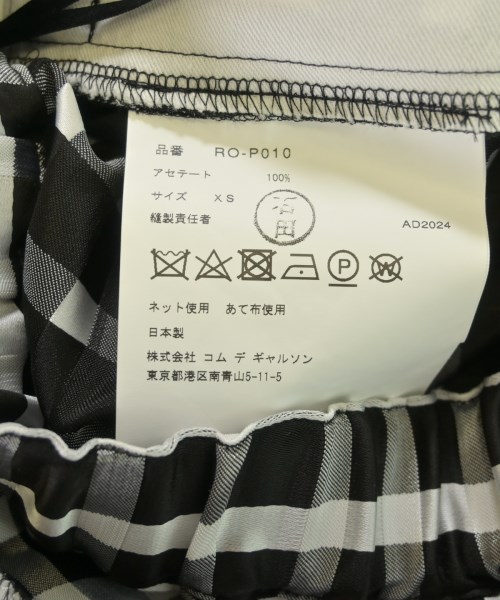 品番 RO-P010
アセテート 100%
サイズ XS
縫製責任者 石田 AD2024
P W
ネット使用 あて布使用
日本製
株式会社 コム デ ギャルソン
東京都港区南青山5-11-5